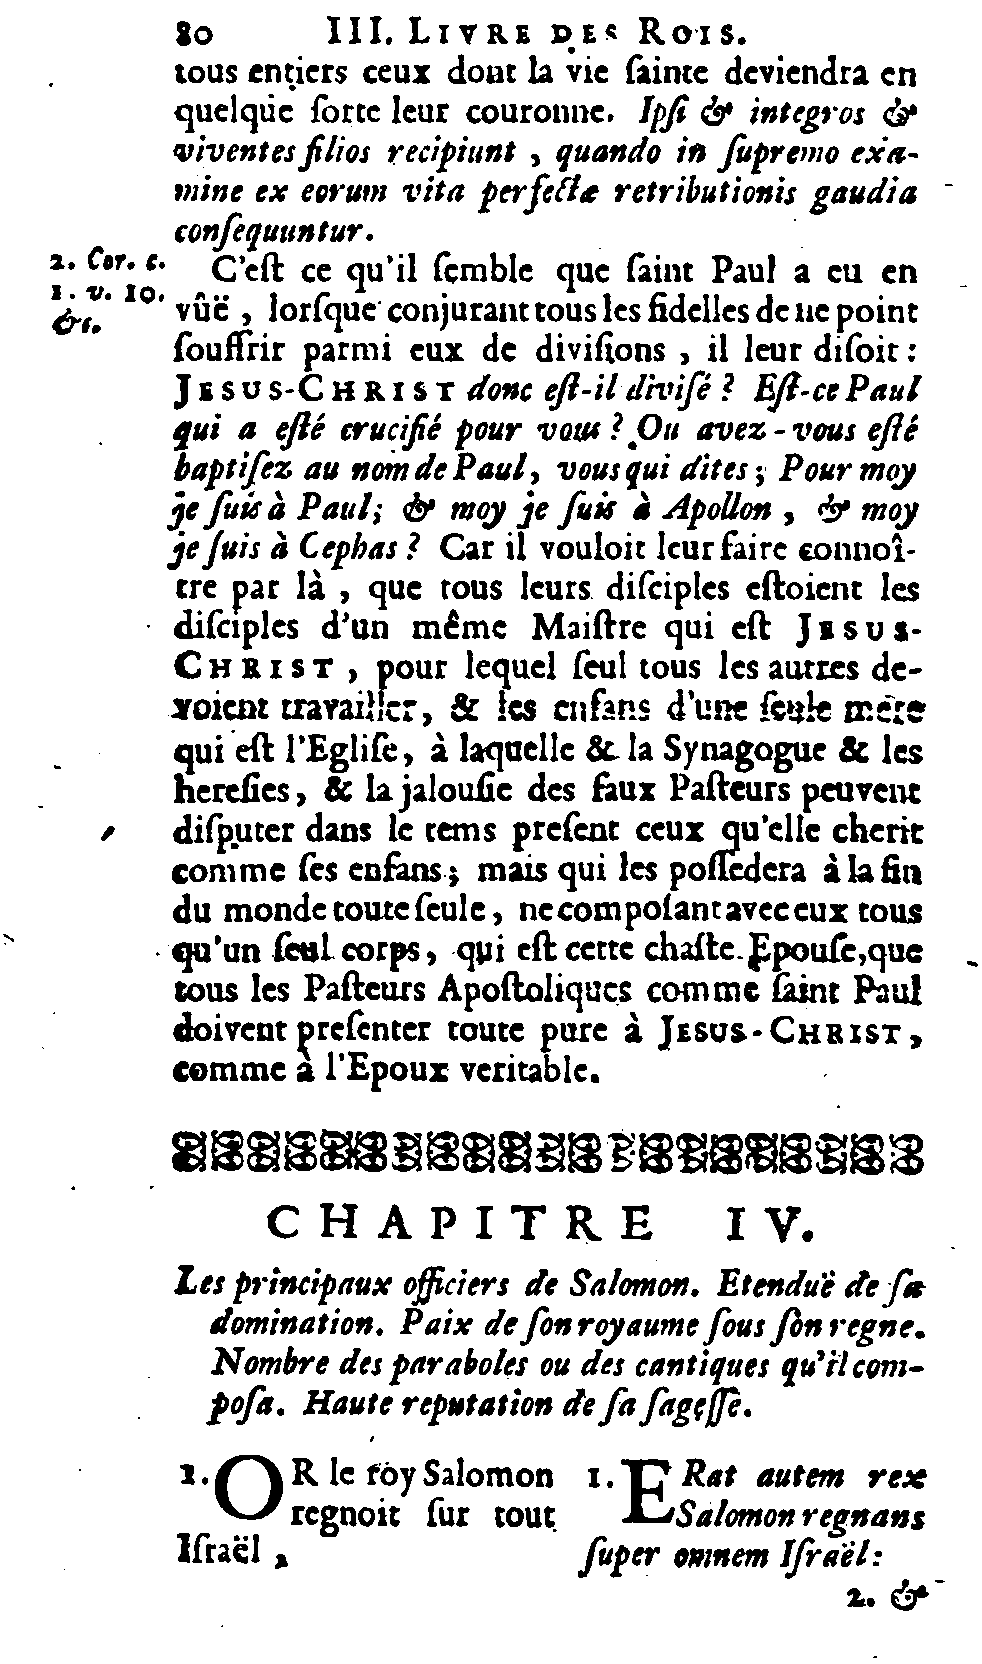 80 III. LIVRE DES ROIS.
tous entiers ceux dont la vie ſainte deviendra en
quelque ſorte leur couronne. Ipſi & integros &
viventes filios recipiunt, quando in ſupremo exa-
mine ex eorum vita perfectæ retributionis gaudia
conſequuntur.
2. Cor. c.
1. v. 10.
&c.
C'eſt ce qu'il ſemble que ſaint Paul a eu en
vûë, lorſque conjurant tous les fidelles de ne point
ſouffrir parmi eux de diviſions, il leur diſoit:
JESUS-CHRIST donc eſt-il diviſé? Eſt-ce Paul
qui a eſté crucifié pour vous? Ou avez-vous eſté
baptiſez au nom de Paul, vous qui dites; Pour moy
je ſuis à Paul; & moy je ſuis à Apollon, & moy
je ſuis à Cephas? Car il vouloit leur faire connoî-
tre par là, que tous leurs diſciples eſtoient les
diſciples d'un même Maiſtre qui eſt JESUS-
CHRIST, pour lequel ſeul tous les autres de-
voient travailler, & les enfans d'une ſeule mére
qui eſt l'Egliſe, à laquelle & la Synagogue & les
hereſies, & la jalouſie des faux Paſteurs peuvent
diſputer dans le tems preſent ceux qu'elle cherit
comme ſes enfans; mais qui les poſſedera à la fin
du monde toute ſeule, ne compoſant avec eux tous
qu'un ſeul corps, qui eſt cette chaſte Epouſe, que
tous les Paſteurs Apoſtoliques comme ſaint Paul
doivent preſenter toute pure à JESUS-CHRIST,
comme à l'Epoux veritable.
CHAPITRE IV.
Les principaux officiers de Salomon. Etenduë de ſa
domination. Paix de ſon royaume ſous ſon regne.
Nombre des paraboles ou des cantiques qu'il com-
poſa. Haute reputation de ſa ſageſſe.
1. OR le roy Salomon
regnoit ſur tout
Iſraël,
1. ERat autem rex
Salomon regnans
ſuper omnem Iſraël:
2. &